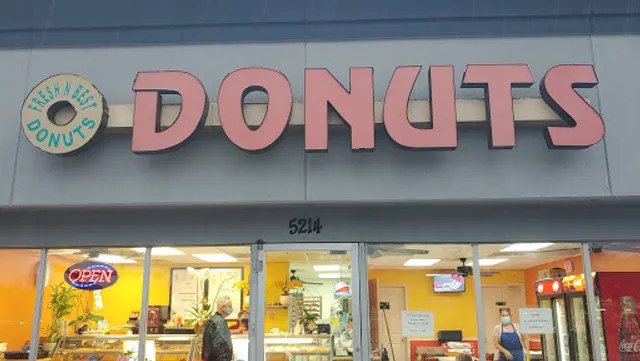 FRESH N BEST
DONUTS
DONUTS
5214
OPEN